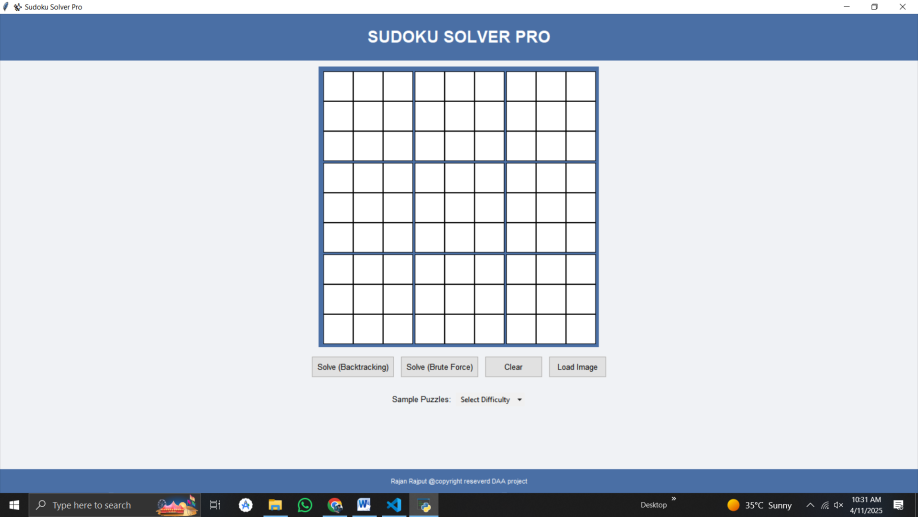 Sudoku Solver Pro
SUDOKU SOLVER PRO
Solve (Backtracking) Solve (Brute Force) Clear Load Image
Sample Puzzles: Select Difficulty
Rajan Rajput @copyright reseverd DAA project
Type here to search
Desktop
35°C Sunny
10:31 AM
4/11/2025